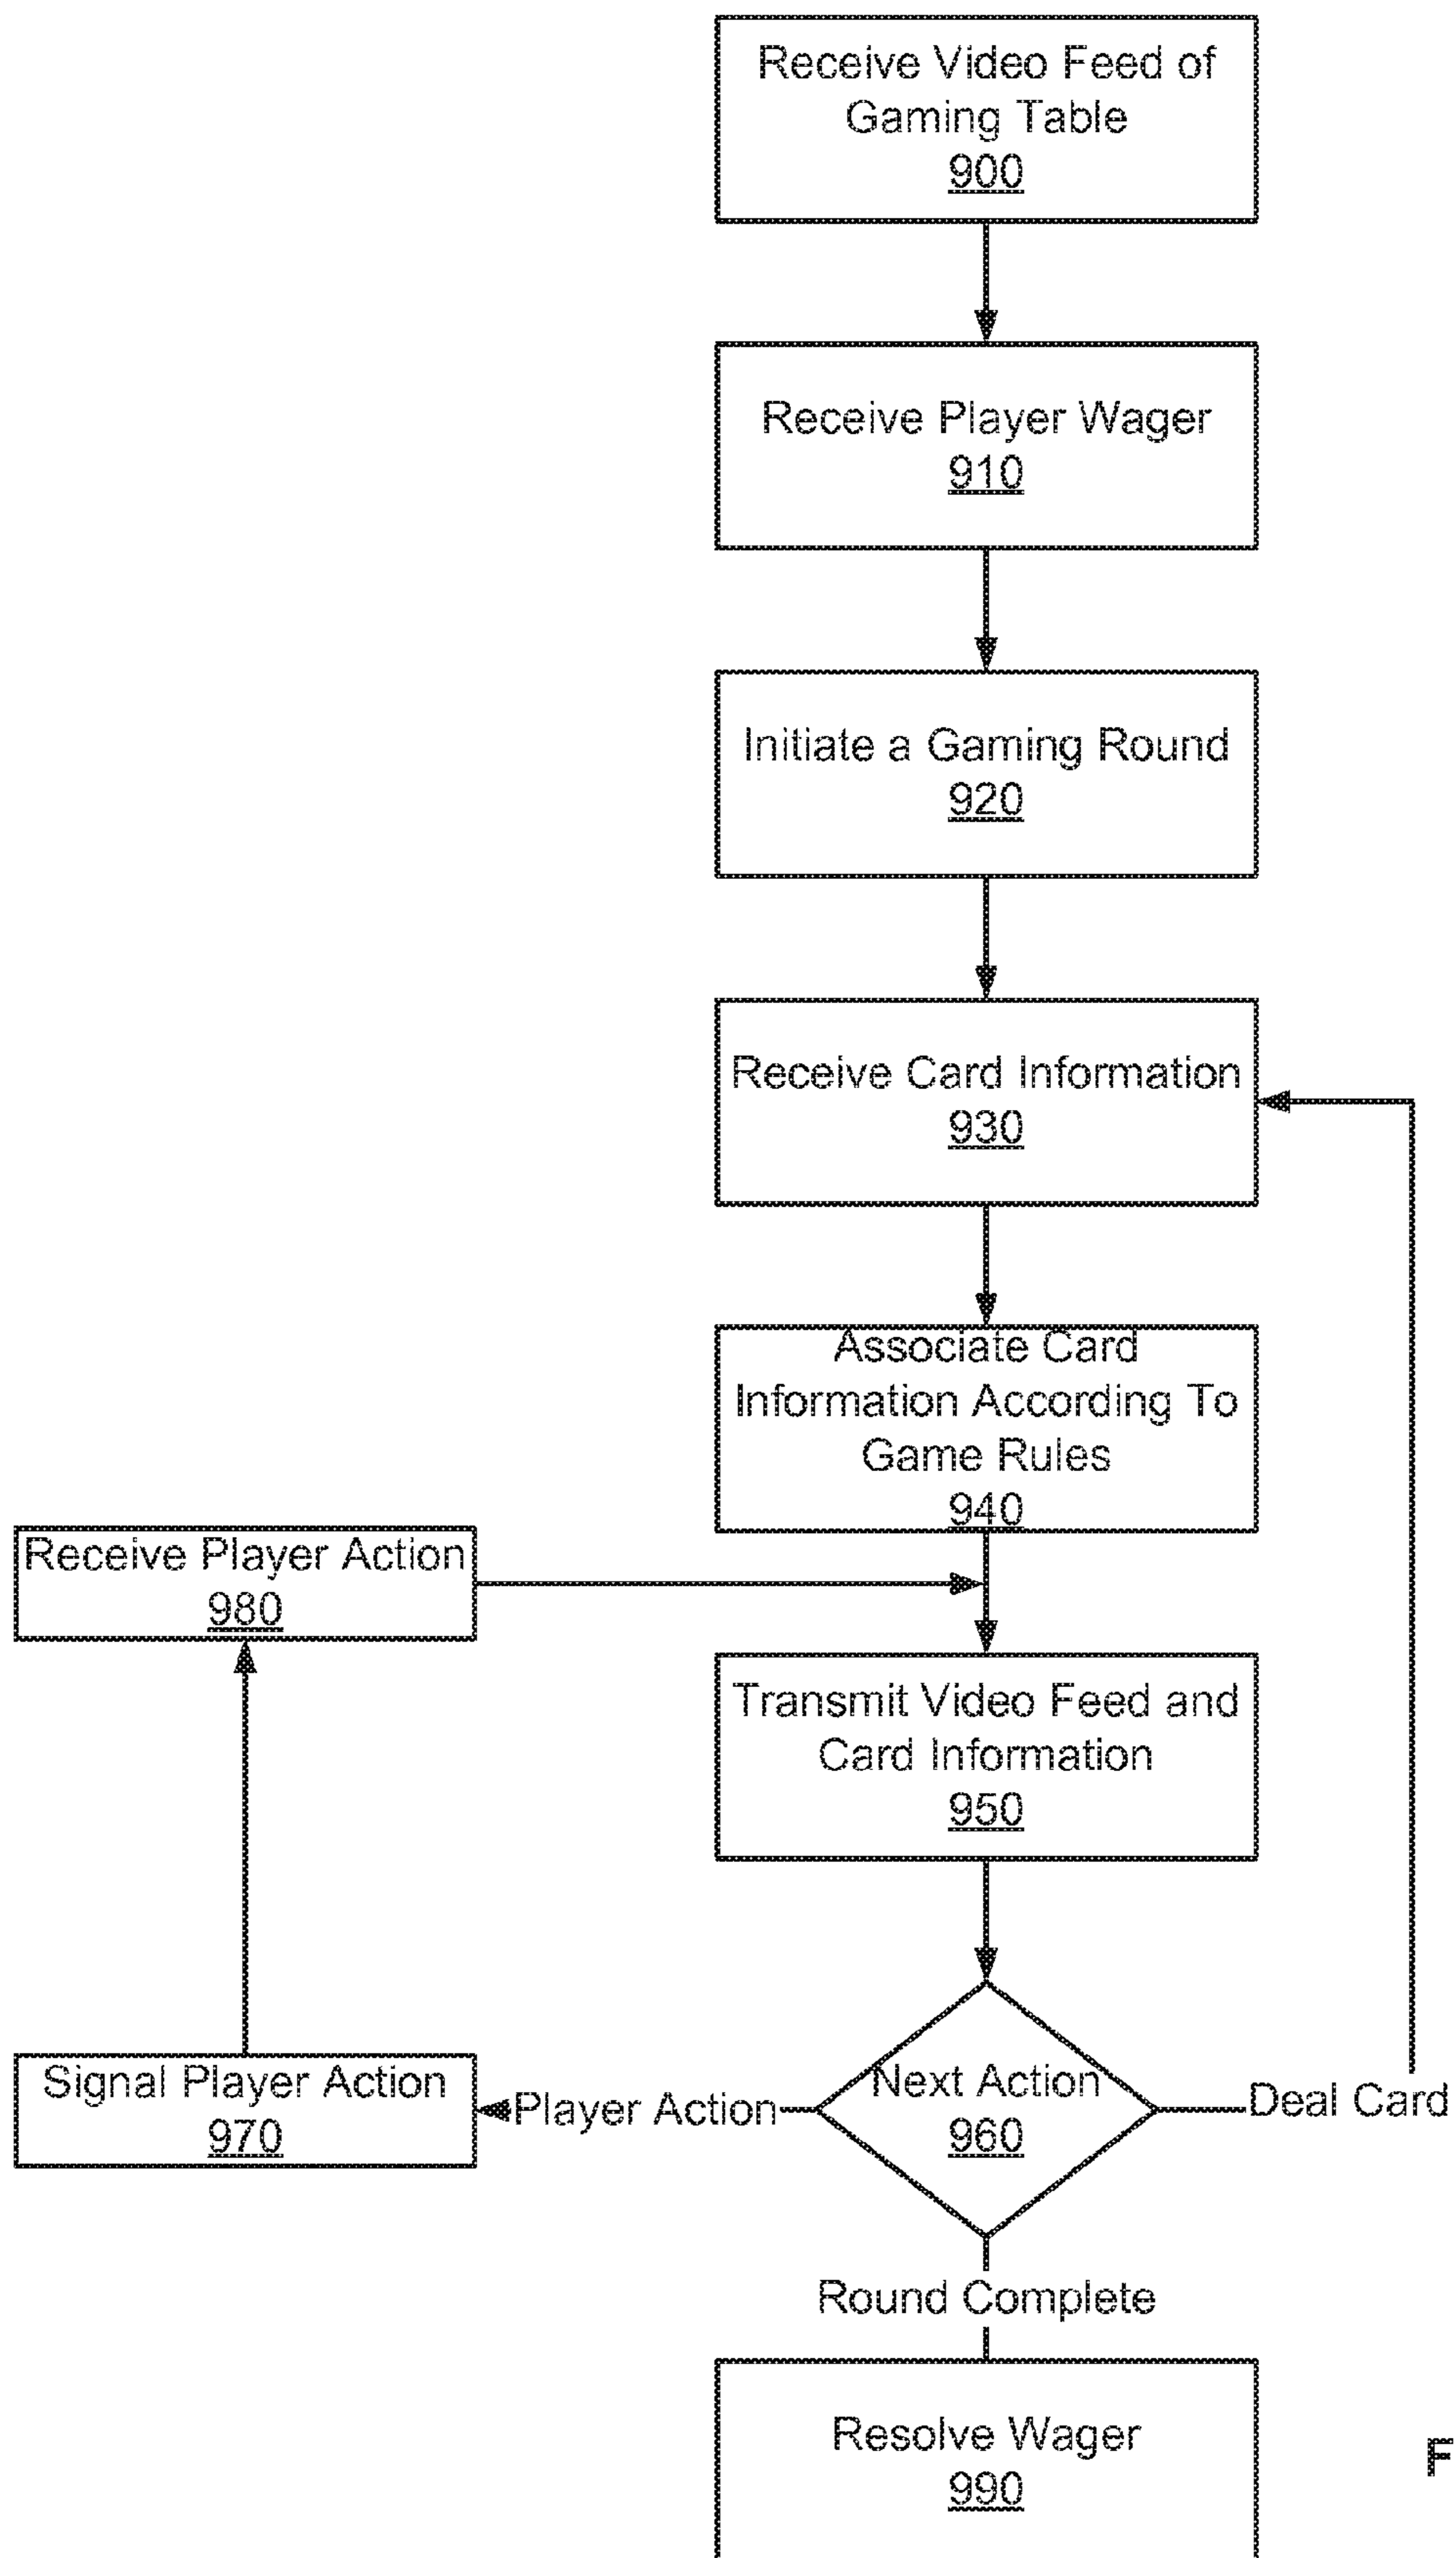 Receive Video Feed of
Gaming Table
900
Receive Player Wager
910
Initiate a Gaming Round
920
Receive Card Information
930
Associate Card
Information According To
Game Rules
940
Receive Player Action
980
Transmit Video Feed and
Card Information
950
Next Action
960
Player Action
Deal Card
Signal Player Action
970
Round Complete
Resolve Wager
990
F